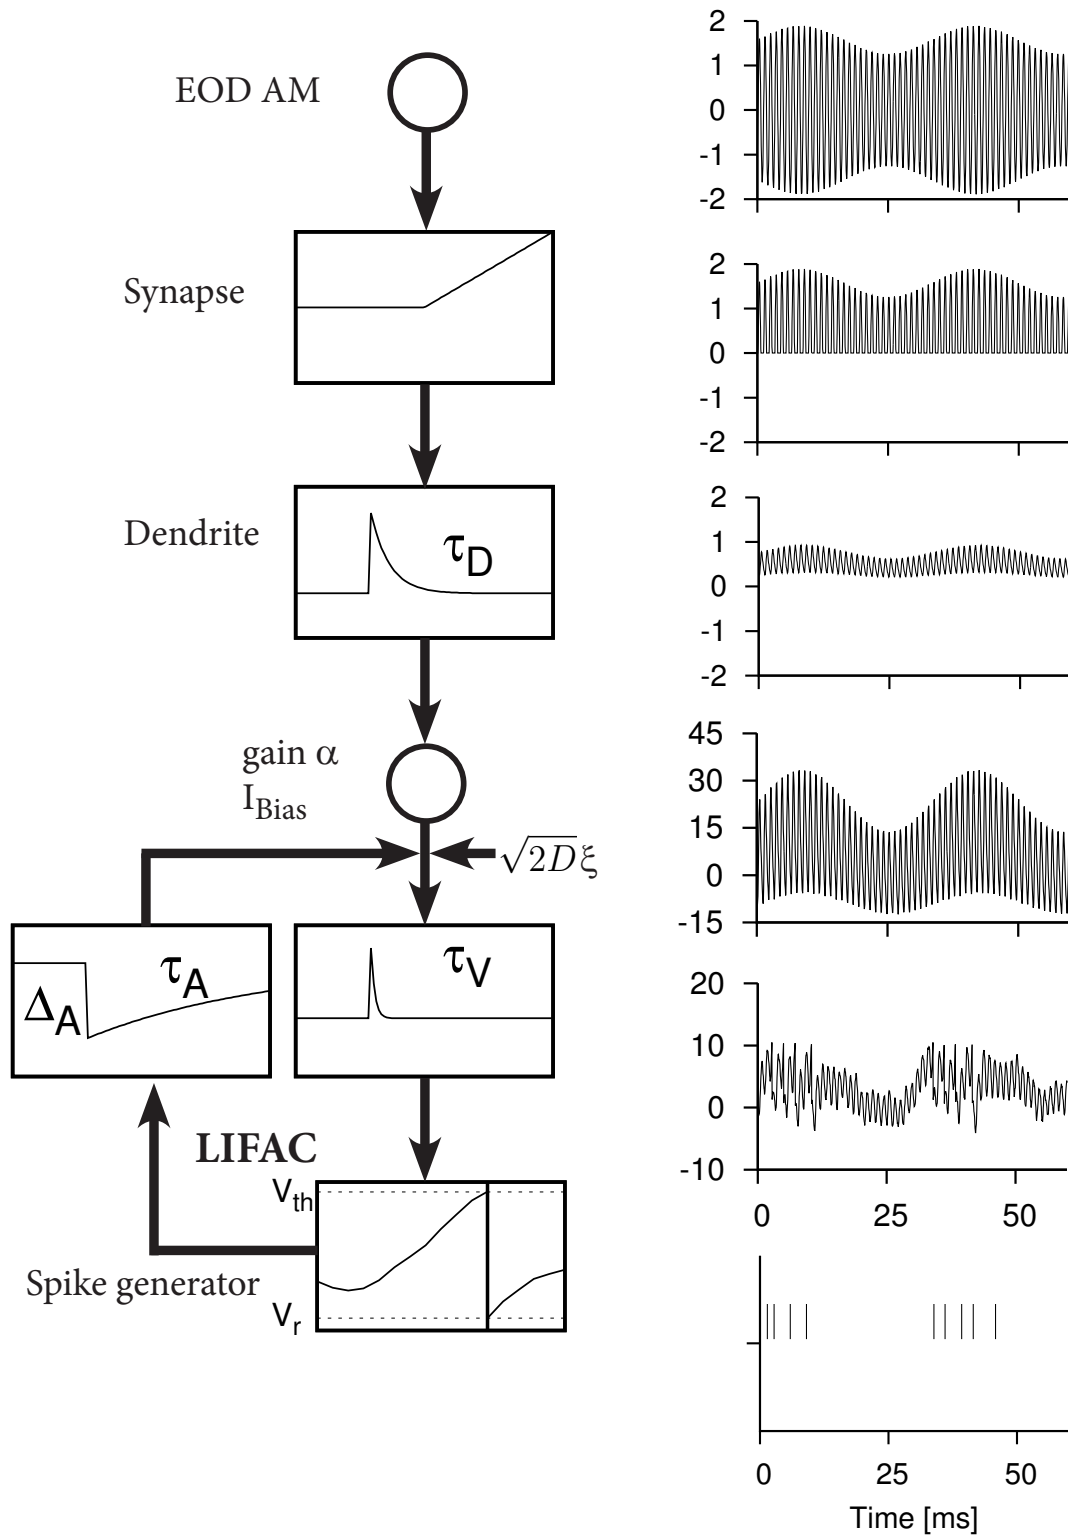 EOD AM
Synapse
Dendrite
τD
gain α
IBias
√2Dξ
τA
ΔA
τV
LIFAC
Vth
Spike generator
Vr
2
1
0
-1
-2
2
1
0
-1
-2
2
1
0
-1
-2
45
30
15
0
-15
20
10
0
-10
0 25 50
0 25 50
Time [ms]